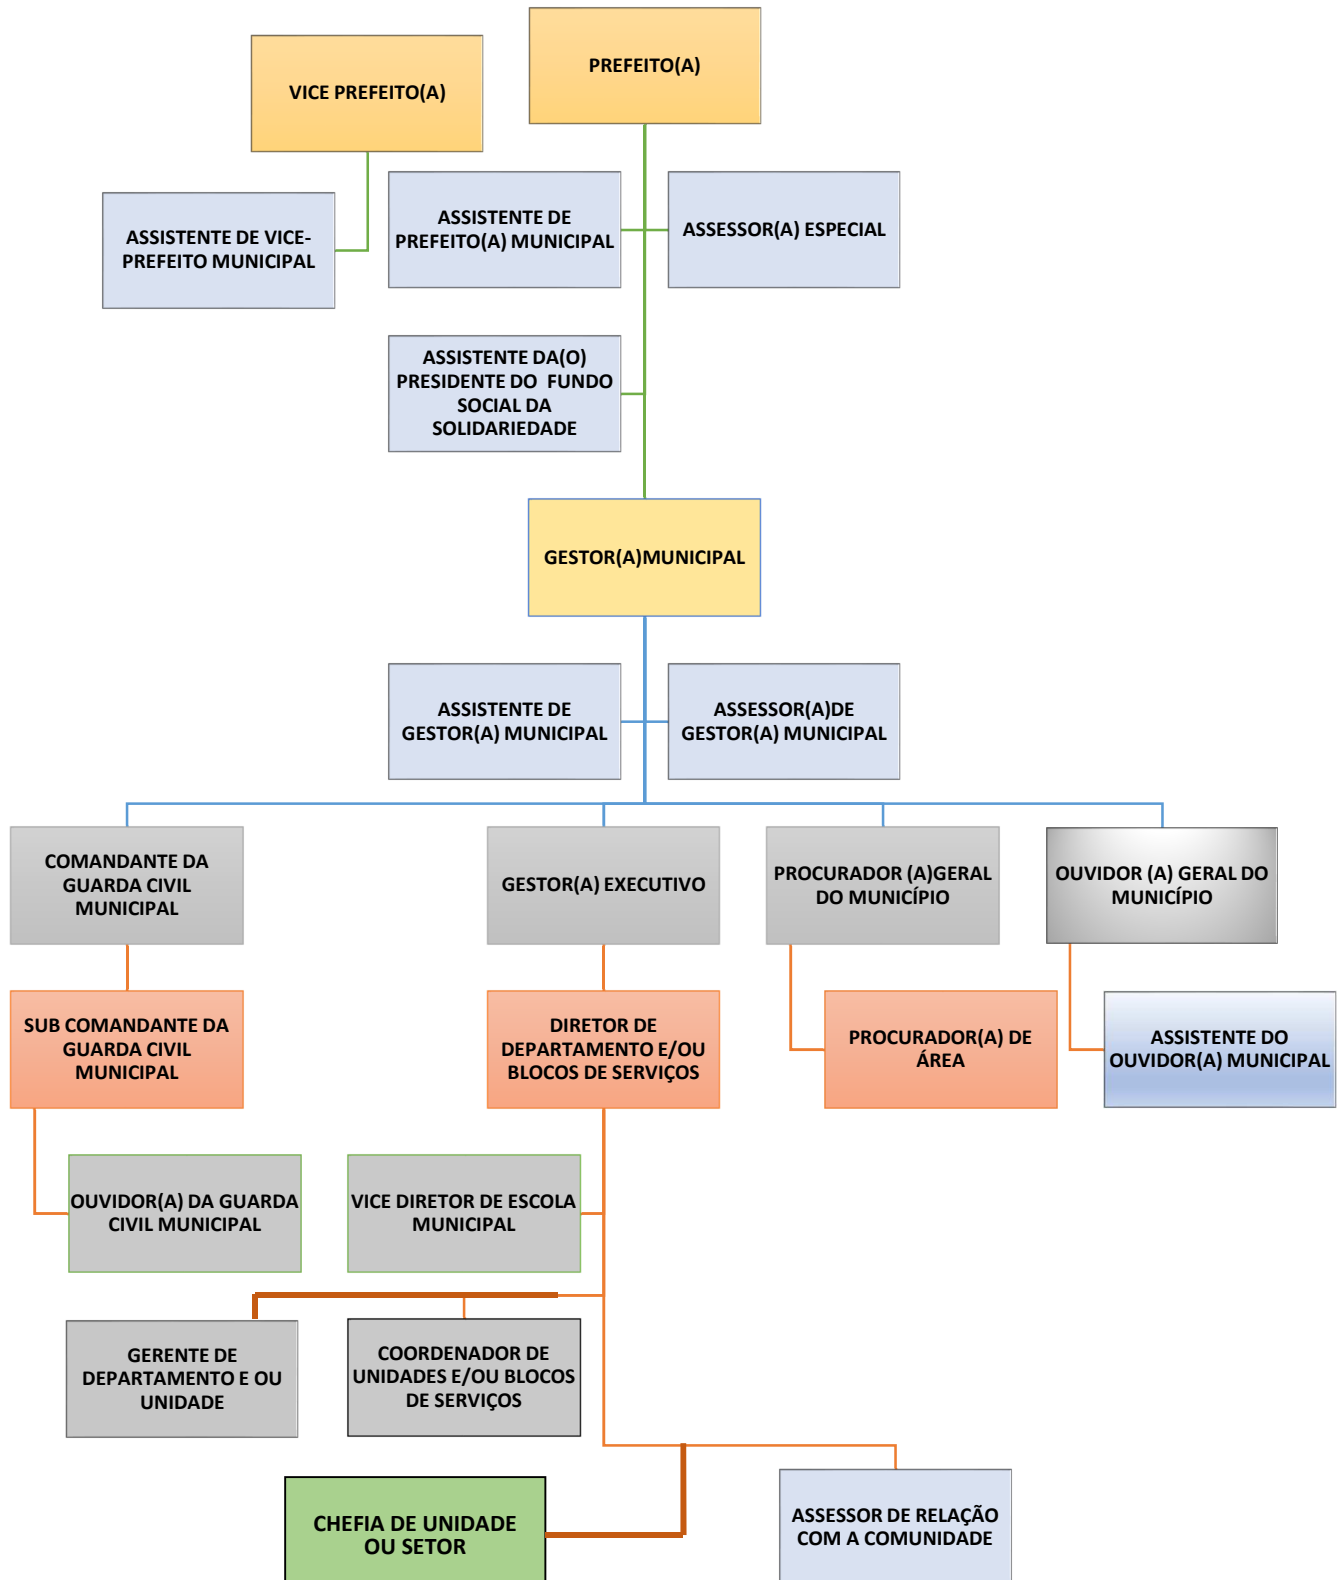 PREFEITO(A)
VICE PREFEITO(A)
ASSISTENTE DE VICE-
PREFEITO MUNICIPAL
ASSISTENTE DE
PREFEITO(A) MUNICIPAL
ASSESSOR(A) ESPECIAL
ASSISTENTE DA(O)
PRESIDENTE DO  FUNDO
SOCIAL DA
SOLIDARIEDADE
GESTOR(A)MUNICIPAL
ASSISTENTE DE
GESTOR(A) MUNICIPAL
ASSESSOR(A)DE
GESTOR(A) MUNICIPAL
COMANDANTE DA
GUARDA CIVIL
MUNICIPAL
GESTOR(A) EXECUTIVO
PROCURADOR (A)GERAL
DO MUNICÍPIO
OUVIDOR (A) GERAL DO
MUNICÍPIO
SUB COMANDANTE DA
GUARDA CIVIL
MUNICIPAL
DIRETOR DE
DEPARTAMENTO E/OU
BLOCOS DE SERVIÇOS
PROCURADOR(A) DE
ÁREA
ASSISTENTE DO
OUVIDOR(A) MUNICIPAL
OUVIDOR(A) DA GUARDA
CIVIL MUNICIPAL
VICE DIRETOR DE ESCOLA
MUNICIPAL
GERENTE DE
DEPARTAMENTO E OU
UNIDADE
COORDENADOR DE
UNIDADES E/OU BLOCOS
DE SERVIÇOS
CHEFIA DE UNIDADE
OU SETOR
ASSESSOR DE RELAÇÃO
COM A COMUNIDADE